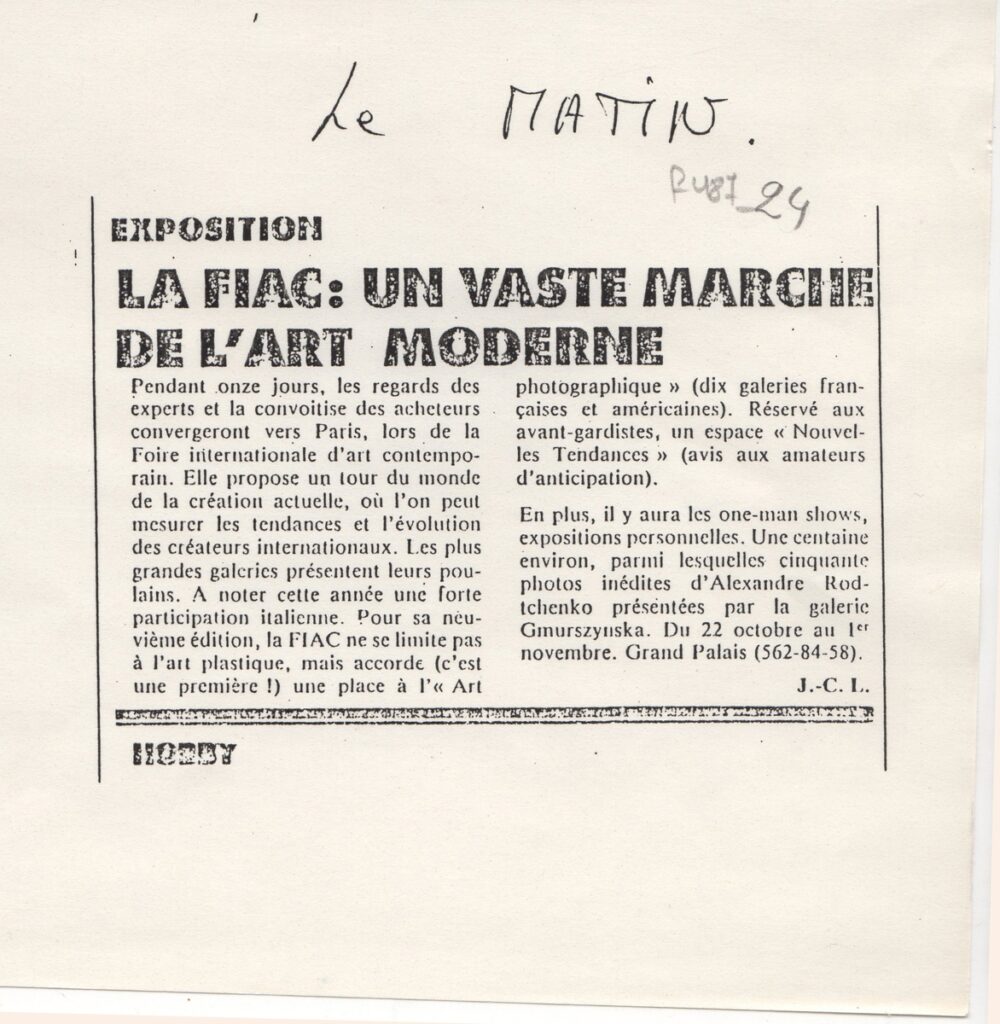 Le MATIN.
RU87_24
EXPOSITION
LA FIAC: UN VASTE MARCHE
DE L'ART MODERNE
Pendant onze jours, les regards des
experts et la convoitise des acheteurs
convergeront vers Paris, lors de la
Foire internationale d'art contempo-
rain. Elle propose un tour du monde
de la création actuelle, où l'on peut
mesurer les tendances et l'évolution
des créateurs internationaux. Les plus
grandes galeries présentent leurs pou-
lains. A noter cette année une forte
participation italienne. Pour sa neu-
vième édition, la FIAC ne se limite pas
à l'art plastique, mais accorde (c'est
une première !) une place à l'« Art
photographique » (dix galeries fran-
çaises et américaines). Réservé aux
avant-gardistes, un espace « Nouvel-
les Tendances » (avis aux amateurs
d'anticipation).
En plus, il y aura les one-man shows,
expositions personnelles. Une centaine
environ, parmi lesquelles cinquante
photos inédites d'Alexandre Rod-
tchenko présentées par la galerie
Gmurszynska. Du 22 octobre au 1er
novembre. Grand Palais (562-84-58).
J.-C. L.
HOBBY